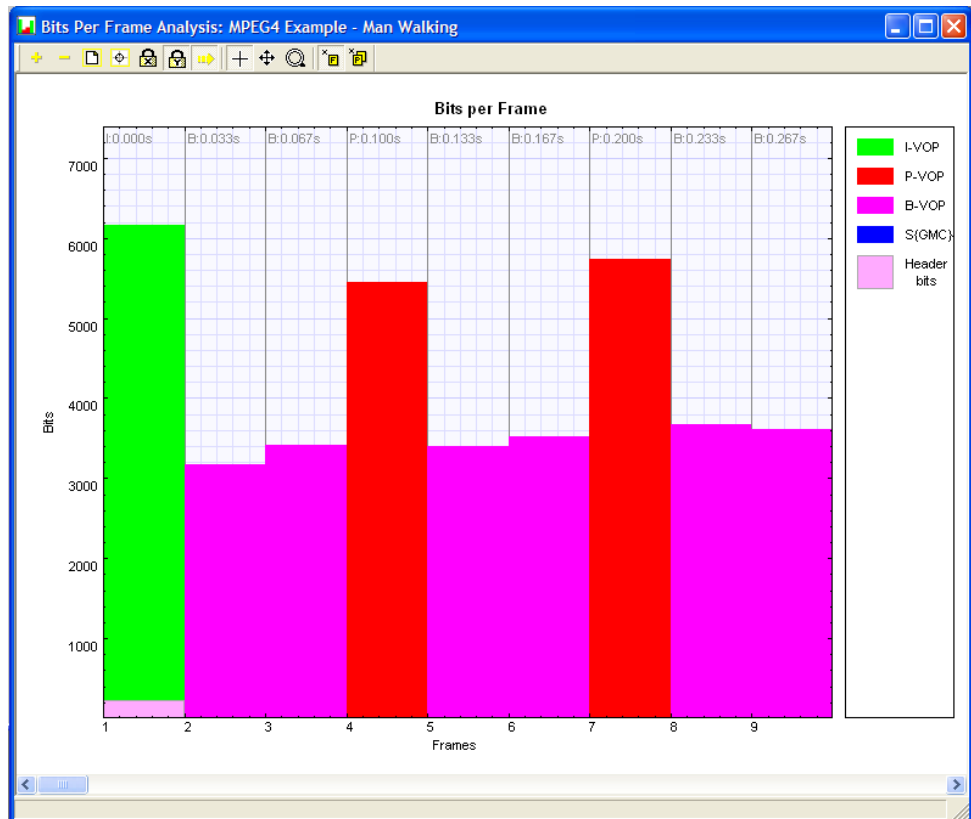 Bits Per Frame Analysis: MPEG4 Example - Man Walking
Bits per Frame
I:0.000s B:0.033s B:0.067s P:0.100s B:0.133s B:0.167s P:0.200s B:0.233s B:0.267s
7000
6000
5000
4000
3000
2000
1000
Bits
1 2 3 4 5 6 7 8 9
Frames
I-VOP
P-VOP
B-VOP
S(GMC)
Header
bits